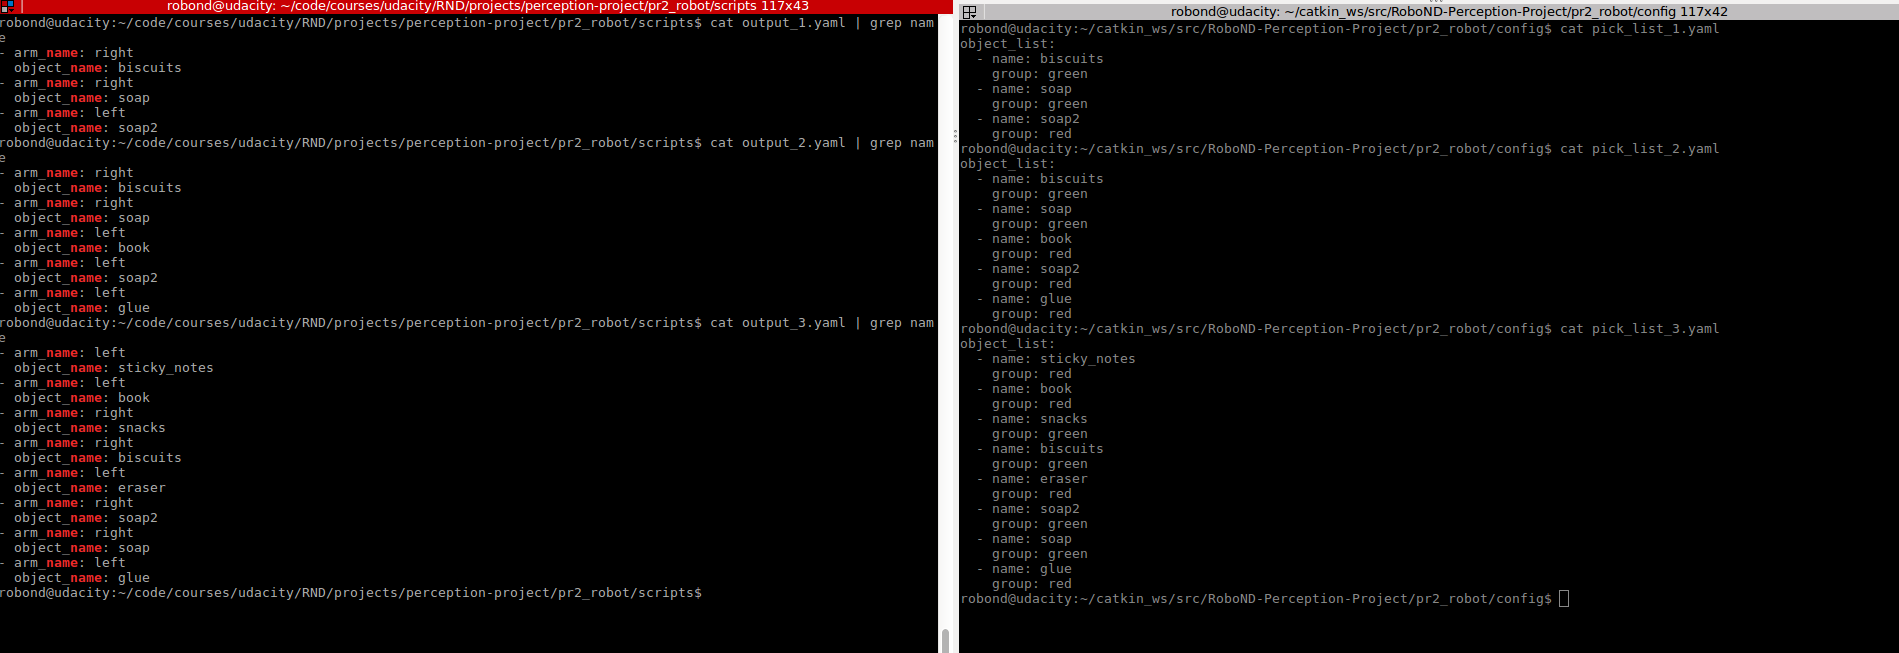 robond@udacity: ~/code/courses/udacity/RND/projects/perception-project/pr2_robot/scripts 117x43
robond@udacity:~/code/courses/udacity/RND/projects/perception-project/pr2_robot/scripts$ cat output_1.yaml | grep nam
e
- arm_name: right
  object_name: biscuits
- arm_name: right
  object_name: soap
- arm_name: left
  object_name: soap2
robond@udacity:~/code/courses/udacity/RND/projects/perception-project/pr2_robot/scripts$ cat output_2.yaml | grep nam
e
- arm_name: right
  object_name: biscuits
- arm_name: right
  object_name: soap
- arm_name: left
  object_name: book
- arm_name: left
  object_name: soap2
- arm_name: left
  object_name: glue
robond@udacity:~/code/courses/udacity/RND/projects/perception-project/pr2_robot/scripts$ cat output_3.yaml | grep nam
e
- arm_name: left
  object_name: sticky_notes
- arm_name: left
  object_name: book
- arm_name: right
  object_name: snacks
- arm_name: right
  object_name: biscuits
- arm_name: left
  object_name: eraser
- arm_name: right
  object_name: soap2
- arm_name: right
  object_name: soap
- arm_name: left
  object_name: glue
robond@udacity:~/code/courses/udacity/RND/projects/perception-project/pr2_robot/scripts$
robond@udacity: ~/catkin_ws/src/RoboND-Perception-Project/pr2_robot/config 117x42
robond@udacity:~/catkin_ws/src/RoboND-Perception-Project/pr2_robot/config$ cat pick_list_1.yaml
object_list:
  - name: biscuits
    group: green
  - name: soap
    group: green
  - name: soap2
    group: red
robond@udacity:~/catkin_ws/src/RoboND-Perception-Project/pr2_robot/config$ cat pick_list_2.yaml
object_list:
  - name: biscuits
    group: green
  - name: soap
    group: green
  - name: book
    group: red
  - name: soap2
    group: red
  - name: glue
    group: red
robond@udacity:~/catkin_ws/src/RoboND-Perception-Project/pr2_robot/config$ cat pick_list_3.yaml
object_list:
  - name: sticky_notes
    group: red
  - name: book
    group: red
  - name: snacks
    group: green
  - name: biscuits
    group: green
  - name: eraser
    group: red
  - name: soap2
    group: green
  - name: soap
    group: green
  - name: glue
    group: red
robond@udacity:~/catkin_ws/src/RoboND-Perception-Project/pr2_robot/config$